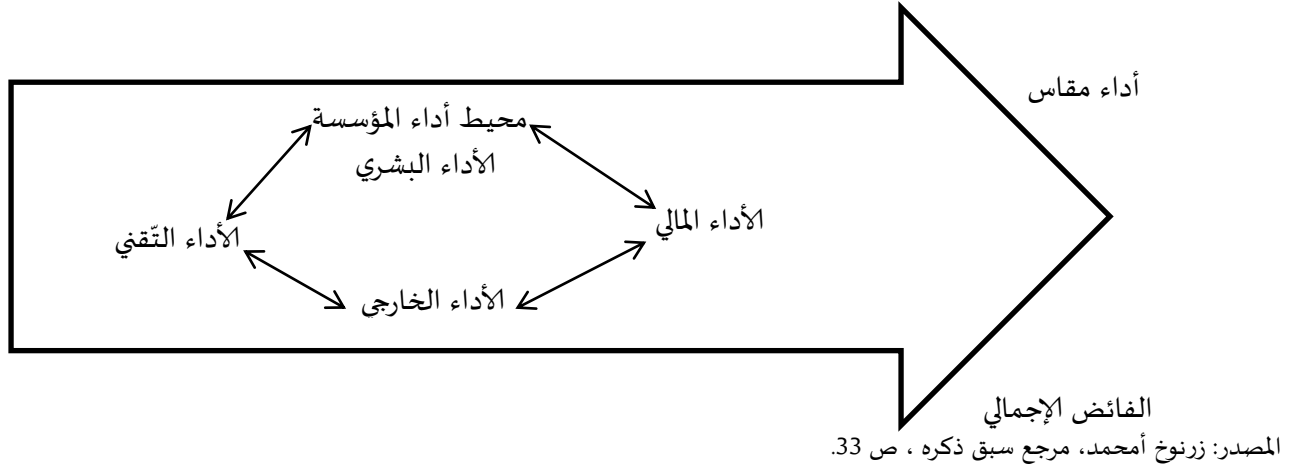 أداء مقاس
محيط أداء المؤسسة
الأداء البشري
الأداء المالي
الأداء التّقني
الأداء الخارجي
الفائض الإجمالي
المصدر: زرنوخ أمحمد، مرجع سبق ذكره ، ص 33.